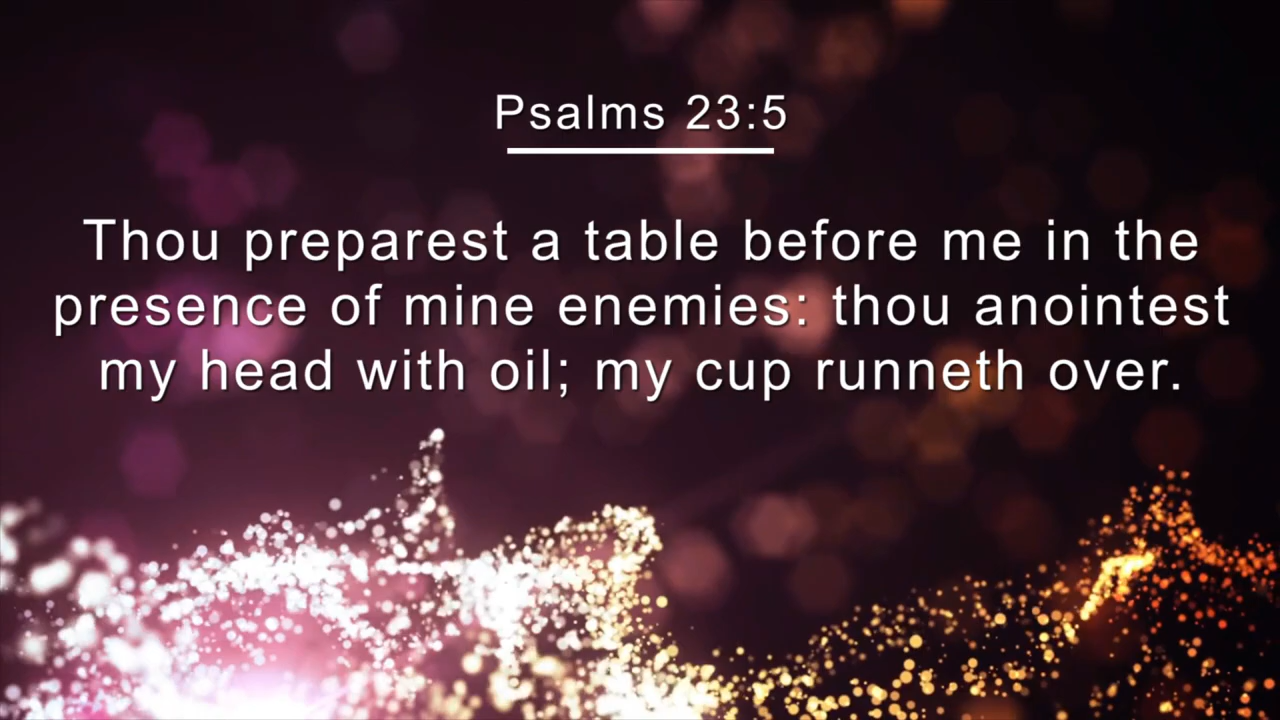 Psalms 23:5
Thou preparest a table before me in the
presence of mine enemies: thou anointest
my head with oil; my cup runneth over.